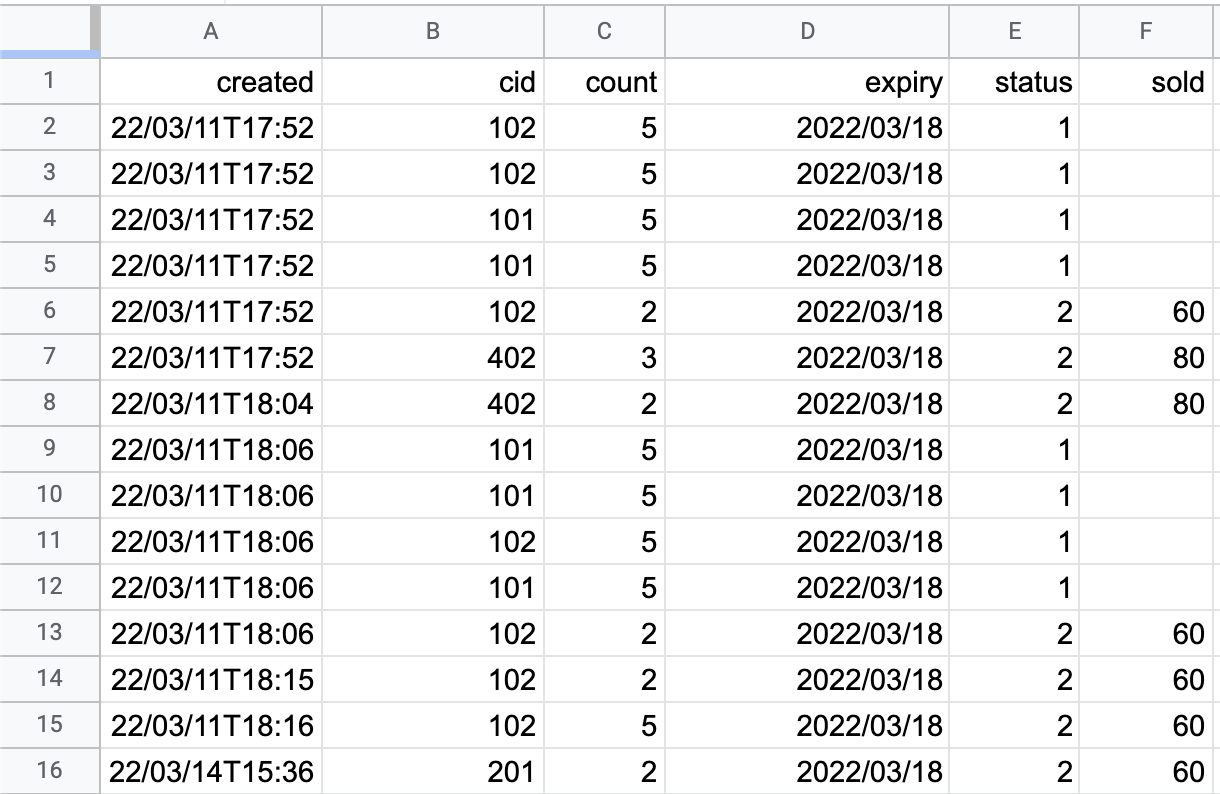 A B C D E F
1 created cid count expiry status sold
2 22/03/11T17:52 102 5 2022/03/18 1
3 22/03/11T17:52 102 5 2022/03/18 1
4 22/03/11T17:52 101 5 2022/03/18 1
5 22/03/11T17:52 101 5 2022/03/18 1
6 22/03/11T17:52 102 2 2022/03/18 2 60
7 22/03/11T17:52 402 3 2022/03/18 2 80
8 22/03/11T18:04 402 2 2022/03/18 2 80
9 22/03/11T18:06 101 5 2022/03/18 1
10 22/03/11T18:06 101 5 2022/03/18 1
11 22/03/11T18:06 102 5 2022/03/18 1
12 22/03/11T18:06 101 5 2022/03/18 1
13 22/03/11T18:06 102 2 2022/03/18 2 60
14 22/03/11T18:15 102 2 2022/03/18 2 60
15 22/03/11T18:16 102 5 2022/03/18 2 60
16 22/03/14T15:36 201 2 2022/03/18 2 60